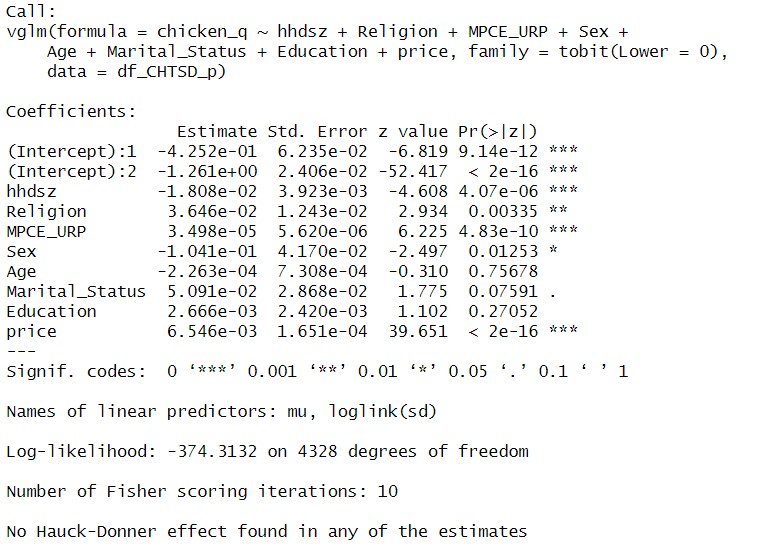 Call:
vglm(formula = chicken_q ~ hhdsz + Religion + MPCE_URP + Sex +
    Age + Marital_Status + Education + price, family = tobit(Lower = 0),
    data = df_CHTSD_p)

Coefficients:
                 Estimate Std. Error z value Pr(>|z|)
(Intercept):1  -4.252e-01  6.235e-02  -6.819 9.14e-12 ***
(Intercept):2  -1.261e+00  2.406e-02 -52.417  < 2e-16 ***
hhdsz          -1.808e-02  3.923e-03  -4.608 4.07e-06 ***
Religion        3.646e-02  1.243e-02   2.934  0.00335 **
MPCE_URP        3.498e-05  5.620e-06   6.225 4.83e-10 ***
Sex            -1.041e-01  4.170e-02  -2.497  0.01253 *
Age            -2.263e-04  7.308e-04  -0.310  0.75678
Marital_Status  5.091e-02  2.868e-02   1.775  0.07591 .
Education       2.666e-03  2.420e-03   1.102  0.27052
price           6.546e-03  1.651e-04  39.651  < 2e-16 ***
---
Signif. codes:  0 ‘***’ 0.001 ‘**’ 0.01 ‘*’ 0.05 ‘.’ 0.1 ‘ ’ 1

Names of linear predictors: mu, loglink(sd)

Log-likelihood: -374.3132 on 4328 degrees of freedom

Number of Fisher scoring iterations: 10

No Hauck-Donner effect found in any of the estimates